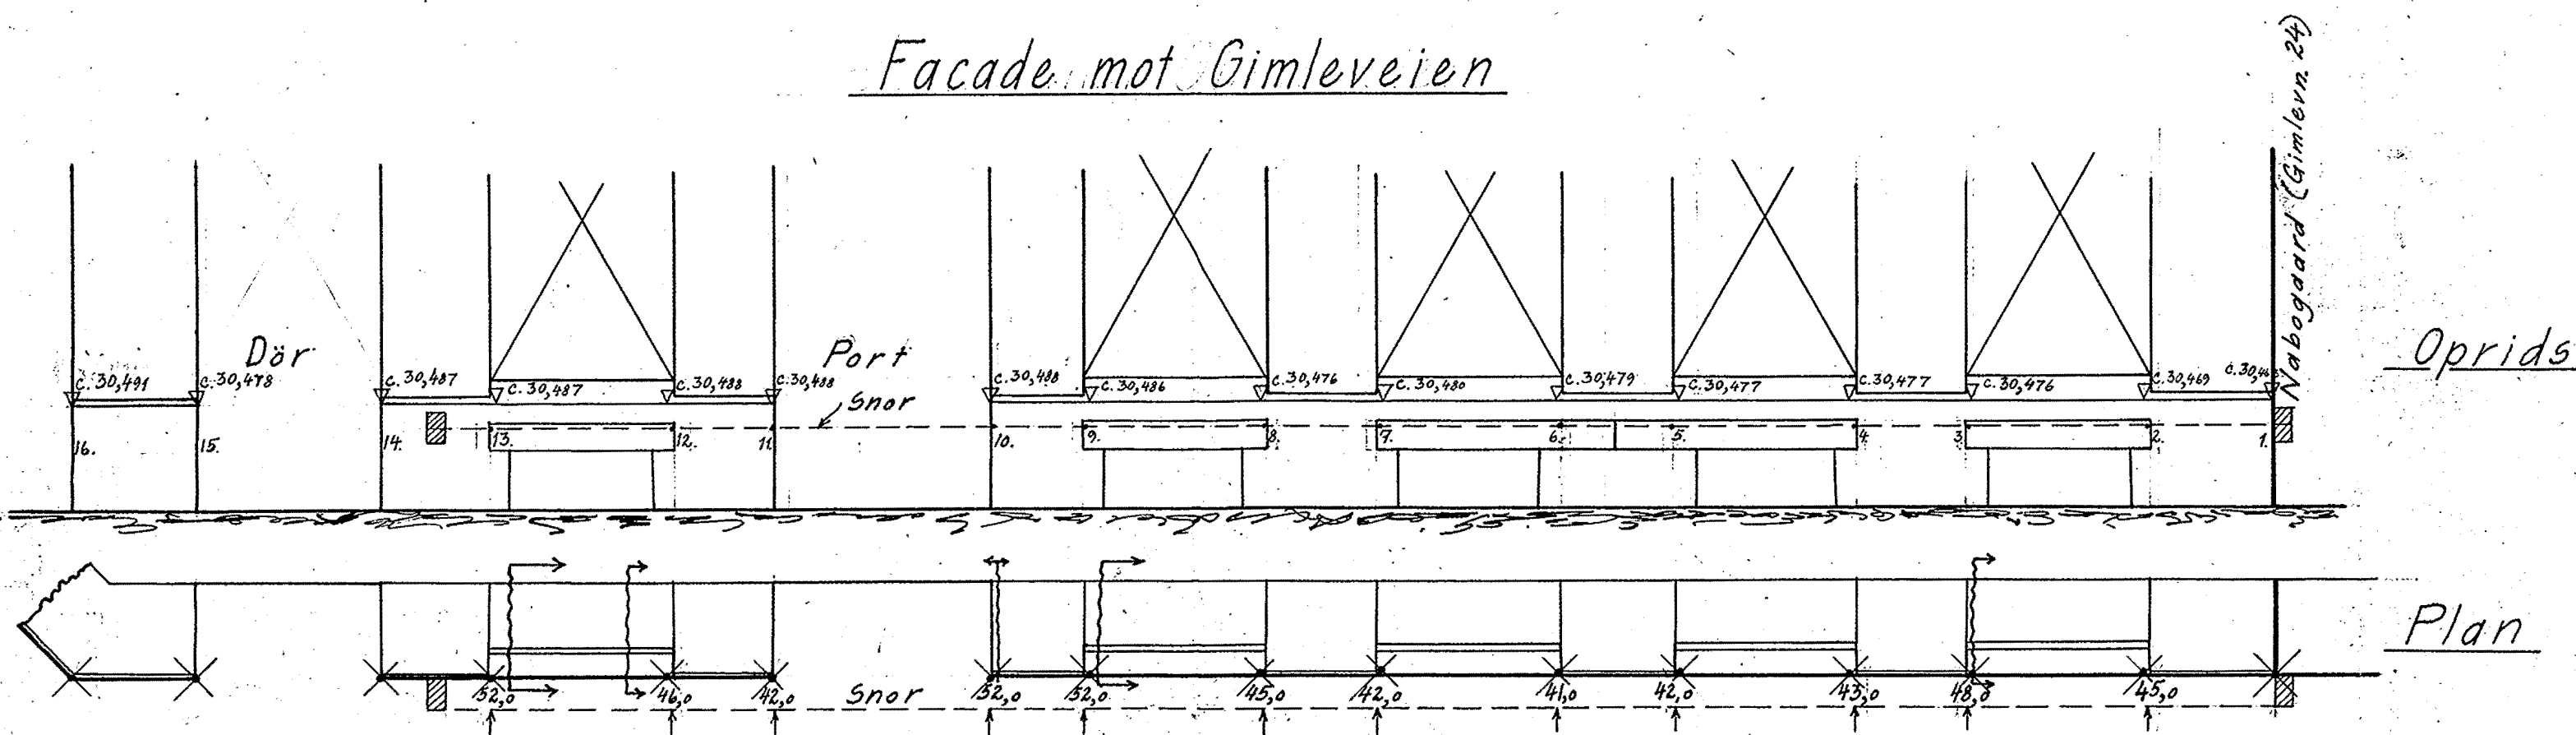 Facade mot Gimleveien
Nabogaard (Gimlevn. 24)
Dör
Port
Oprids
c. 30,491 c. 30,478 c. 30,487 c. 30,487 c. 30,488 c. 30,488 c. 30,488 c. 30,486 c. 30,476 c. 30,480 c. 30,479 c. 30,477 c. 30,477 c. 30,476 c. 30,469
Snor
16. 15. 14. 13. 12. 11. 10. 9. 8. 7. 6. 5. 4. 3. 2. 1.
Plan
52,0 46,0 42,0 Snor 52,0 52,0 45,0 42,0 41,0 42,0 43,0 48,0 45,0